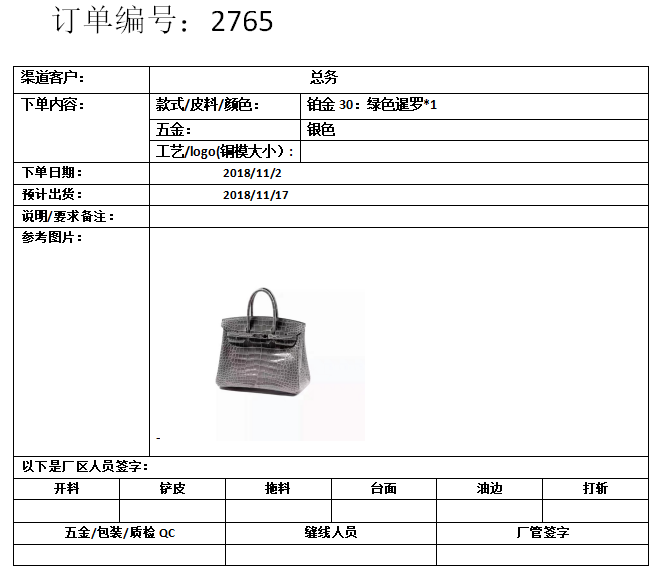 订单编号：2765
渠道客户： 总务
下单内容： 款式/皮料/颜色： 铂金 30：绿色暹罗*1
五金： 银色
工艺/logo(铜模大小）:
下单日期： 2018/11/2
预计出货： 2018/11/17
说明/要求备注：
参考图片：
-
以下是厂区人员签字：
开料 铲皮 拖料 台面 油边 打斩
五金/包装/质检 QC 缝线人员 厂管签字